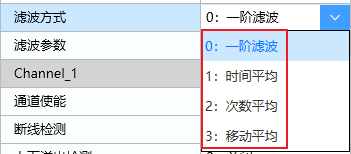 滤波方式 0：一阶滤波
滤波参数 0：一阶滤波
Channel_1 1：时间平均
通道使能 2：次数平均
断线检测 3：移动平均